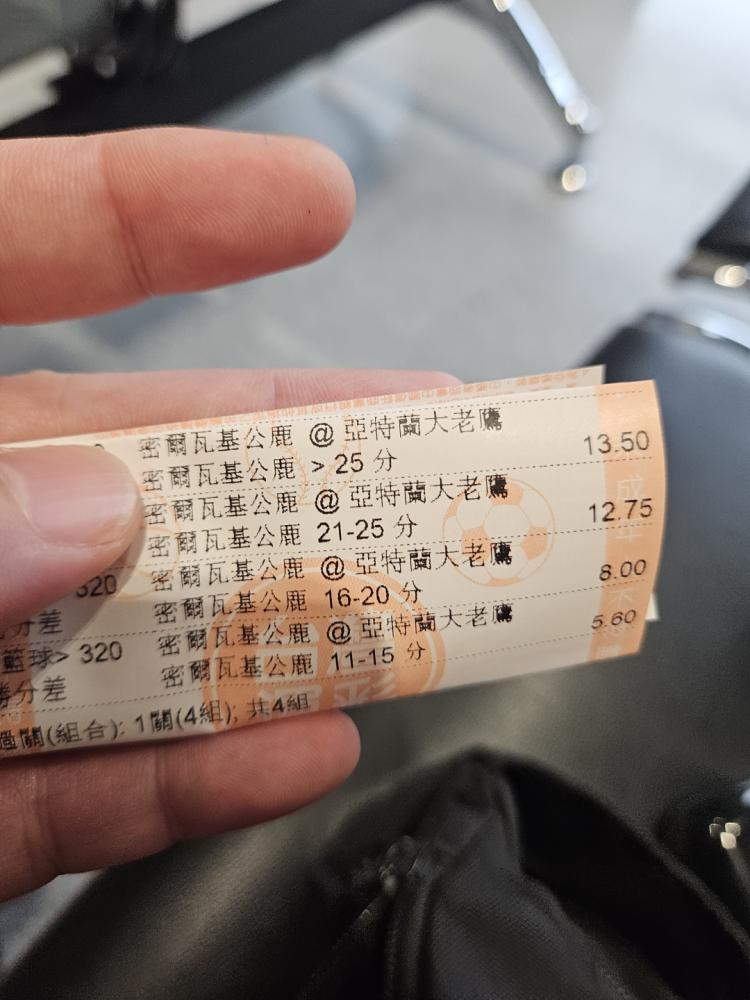 密爾瓦基公鹿 @ 亞特蘭大老鷹
密爾瓦基公鹿 > 25 分 13.50
密爾瓦基公鹿 @ 亞特蘭大老鷹
密爾瓦基公鹿 21-25 分 12.75
320 密爾瓦基公鹿 @ 亞特蘭大老鷹
分差 密爾瓦基公鹿 16-20 分 8.00
籃球> 320 密爾瓦基公鹿 @ 亞特蘭大老鷹
勝分差 密爾瓦基公鹿 11-15 分 5.60
過關(組合): 1關(4組); 共4組